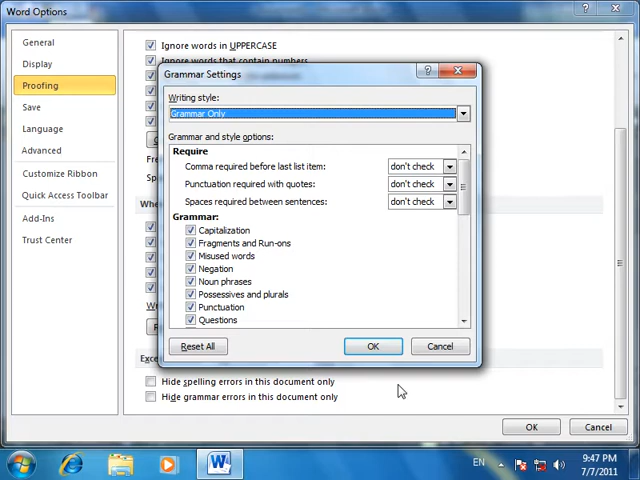 Word Options
General
Display
Proofing
Save
Language
Advanced
Customize Ribbon
Quick Access Toolbar
Add-Ins
Trust Center
Ignore words in UPPERCASE
Ignore words that contain numbers
Grammar Settings
Writing style:
Grammar Only
Grammar and style options:
Require
Comma required before last list item: don't check
Punctuation required with quotes: don't check
Spaces required between sentences: don't check
Grammar:
Capitalization
Fragments and Run-ons
Misused words
Negation
Noun phrases
Possessives and plurals
Punctuation
Questions
Reset All OK Cancel
Hide spelling errors in this document only
Hide grammar errors in this document only
OK Cancel
EN
9:47 PM
7/7/2011